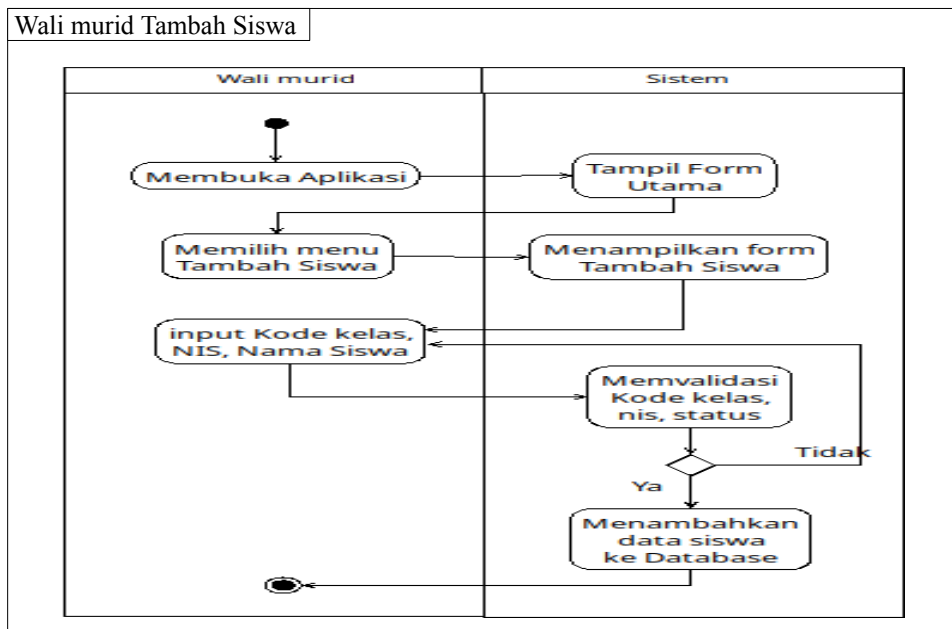 Wali murid Tambah Siswa
Wali murid
Sistem
Membuka Aplikasi
Tampil Form
Utama
Memilih menu
Tambah Siswa
Menampilkan form
Tambah Siswa
input Kode kelas,
NIS, Nama Siswa
Memvalidasi
Kode kelas,
nis, status
Tidak
Ya
Menambahkan
data siswa
ke Database